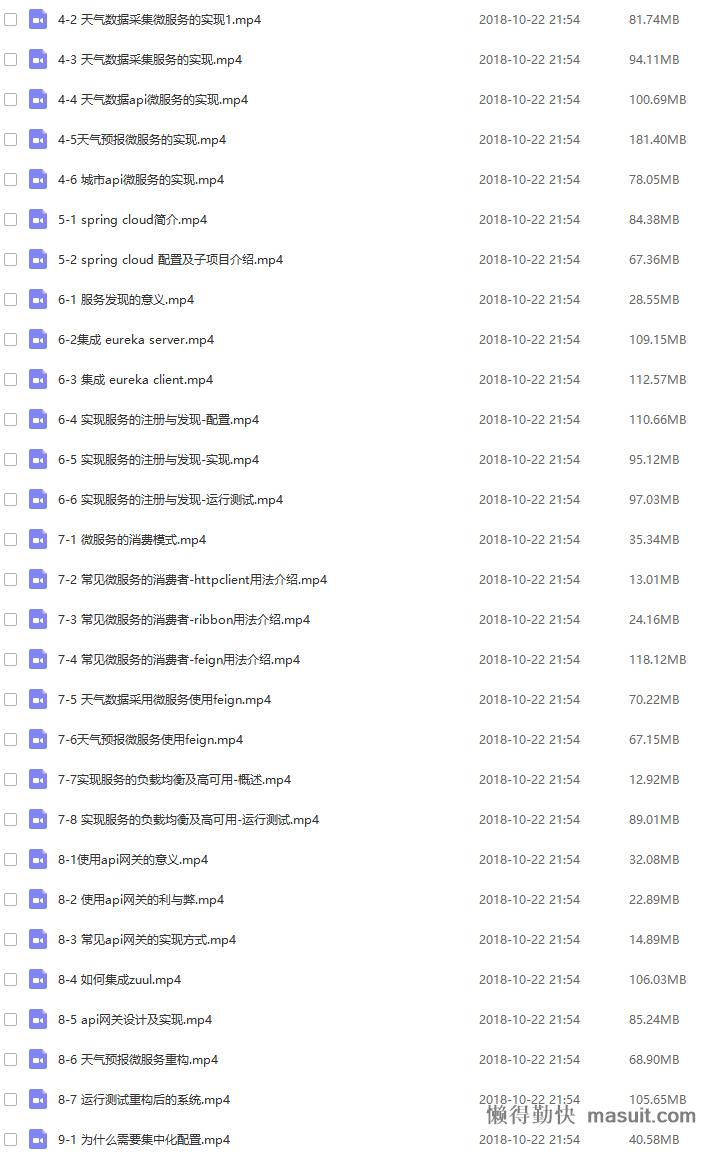 4-2 天气数据采集微服务的实现1.mp4 2018-10-22 21:54 81.74MB
4-3 天气数据采集服务的实现.mp4 2018-10-22 21:54 94.11MB
4-4 天气数据api微服务的实现.mp4 2018-10-22 21:54 100.69MB
4-5天气预报微服务的实现.mp4 2018-10-22 21:54 181.40MB
4-6 城市api微服务的实现.mp4 2018-10-22 21:54 78.05MB
5-1 spring cloud简介.mp4 2018-10-22 21:54 84.38MB
5-2 spring cloud 配置及子项目介绍.mp4 2018-10-22 21:54 67.36MB
6-1 服务发现的意义.mp4 2018-10-22 21:54 28.55MB
6-2集成 eureka server.mp4 2018-10-22 21:54 109.15MB
6-3 集成 eureka client.mp4 2018-10-22 21:54 112.57MB
6-4 实现服务的注册与发现-配置.mp4 2018-10-22 21:54 110.66MB
6-5 实现服务的注册与发现-实现.mp4 2018-10-22 21:54 95.12MB
6-6 实现服务的注册与发现-运行测试.mp4 2018-10-22 21:54 97.03MB
7-1 微服务的消费模式.mp4 2018-10-22 21:54 35.34MB
7-2 常见微服务的消费者-httpclient用法介绍.mp4 2018-10-22 21:54 13.01MB
7-3 常见微服务的消费者-ribbon用法介绍.mp4 2018-10-22 21:54 24.16MB
7-4 常见微服务的消费者-feign用法介绍.mp4 2018-10-22 21:54 118.12MB
7-5 天气数据采用微服务使用feign.mp4 2018-10-22 21:54 70.22MB
7-6天气预报微服务使用feign.mp4 2018-10-22 21:54 67.15MB
7-7实现服务的负载均衡及高可用-概述.mp4 2018-10-22 21:54 12.92MB
7-8 实现服务的负载均衡及高可用-运行测试.mp4 2018-10-22 21:54 89.01MB
8-1使用api网关的意义.mp4 2018-10-22 21:54 32.08MB
8-2 使用api网关的利与弊.mp4 2018-10-22 21:54 22.89MB
8-3 常见api网关的实现方式.mp4 2018-10-22 21:54 14.89MB
8-4 如何集成zuul.mp4 2018-10-22 21:54 106.03MB
8-5 api网关设计及实现.mp4 2018-10-22 21:54 85.24MB
8-6 天气预报微服务重构.mp4 2018-10-22 21:54 68.90MB
8-7 运行测试重构后的系统.mp4 2018-10-22 21:54 105.65MB
懒得勤快 masuit.com
9-1 为什么需要集中化配置.mp4 2018-10-22 21:54 40.58MB